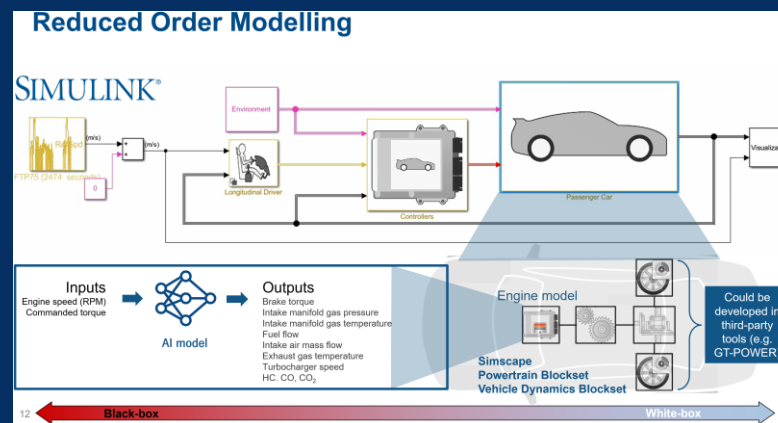 Reduced Order Modelling
SIMULINK®
Environment
(m/s)
(m/s)
FTP75 (2474 seconds)
0
Longitudinal Driver
Controllers
Passenger Car
Visualiza
Inputs
Engine speed (RPM)
Commanded torque
AI model
Outputs
Brake torque
Intake manifold gas pressure
Intake manifold gas temperature
Fuel flow
Intake air mass flow
Exhaust gas temperature
Turbocharger speed
HC. CO, CO₂
Engine model
Simscape
Powertrain Blockset
Vehicle Dynamics Blockset
Could be
developed in
third-party
tools (e.g.
GT-POWER)
12
Black-box
White-box